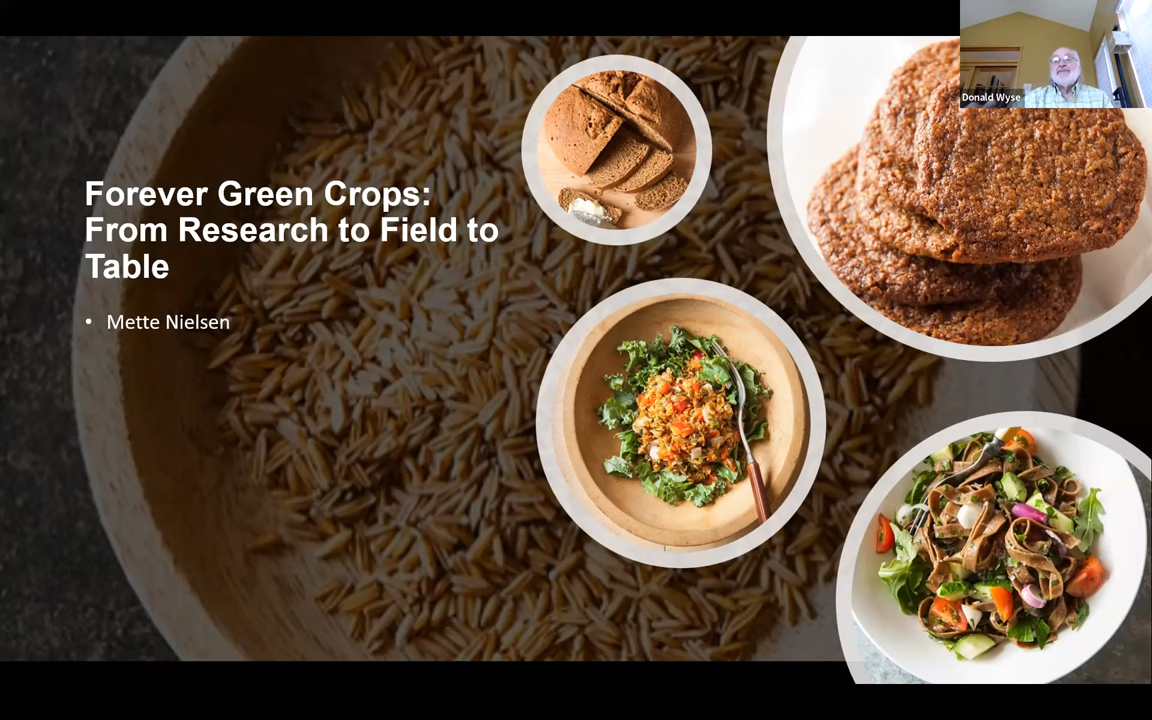 Forever Green Crops:
From Research to Field to
Table
• Mette Nielsen
Donald Wyse